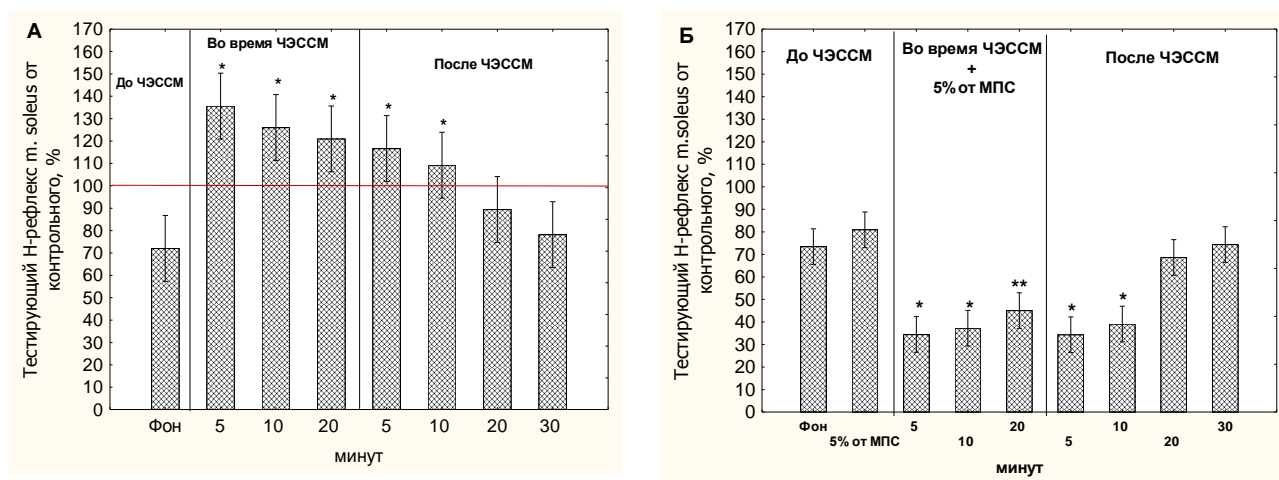 А
Тестирующий Н-рефлекс m. soleus от
контрольного, %
170
160
150
140
130
120
110
100
90
80
70
60
50
40
30
20
10
0
До ЧЭССМ
Во время ЧЭССМ
После ЧЭССМ
* * * * *
Фон 5 10 20 5 10 20 30
минут
Б
Тестирующий Н-рефлекс m.soleus от
контрольного, %
170
160
150
140
130
120
110
100
90
80
70
60
50
40
30
20
10
0
До ЧЭССМ
Во время ЧЭССМ
+
5% от МПС
После ЧЭССМ
* * ** * *
Фон 5 20 10 30
5% от МПС 10 5 20
минут